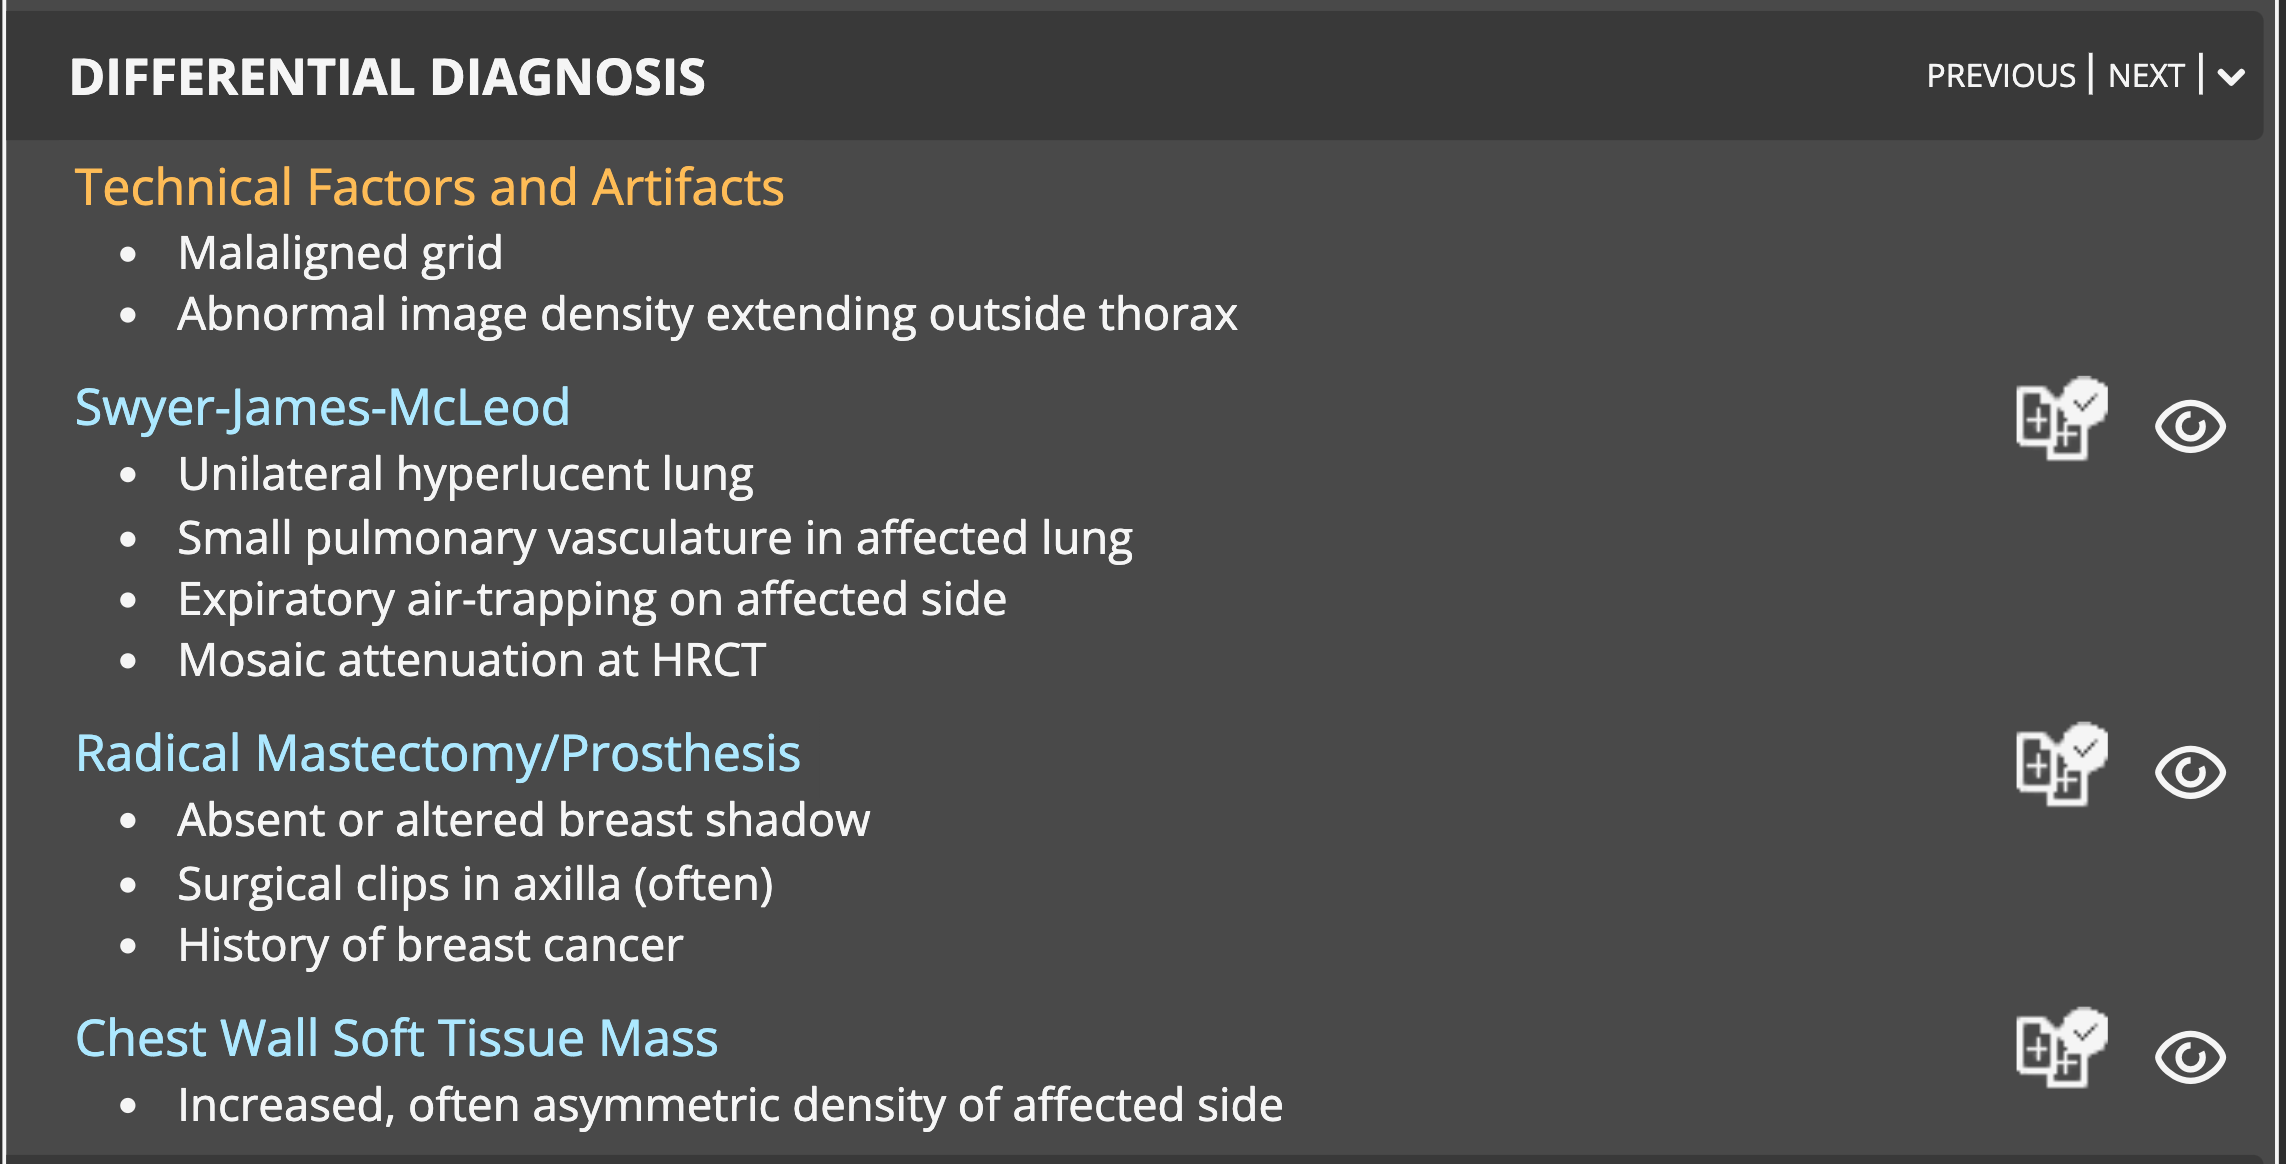 DIFFERENTIAL DIAGNOSIS
PREVIOUS | NEXT |
Technical Factors and Artifacts
• Malaligned grid
• Abnormal image density extending outside thorax
Swyer-James-McLeod
• Unilateral hyperlucent lung
• Small pulmonary vasculature in affected lung
• Expiratory air-trapping on affected side
• Mosaic attenuation at HRCT
Radical Mastectomy/Prosthesis
• Absent or altered breast shadow
• Surgical clips in axilla (often)
• History of breast cancer
Chest Wall Soft Tissue Mass
• Increased, often asymmetric density of affected side